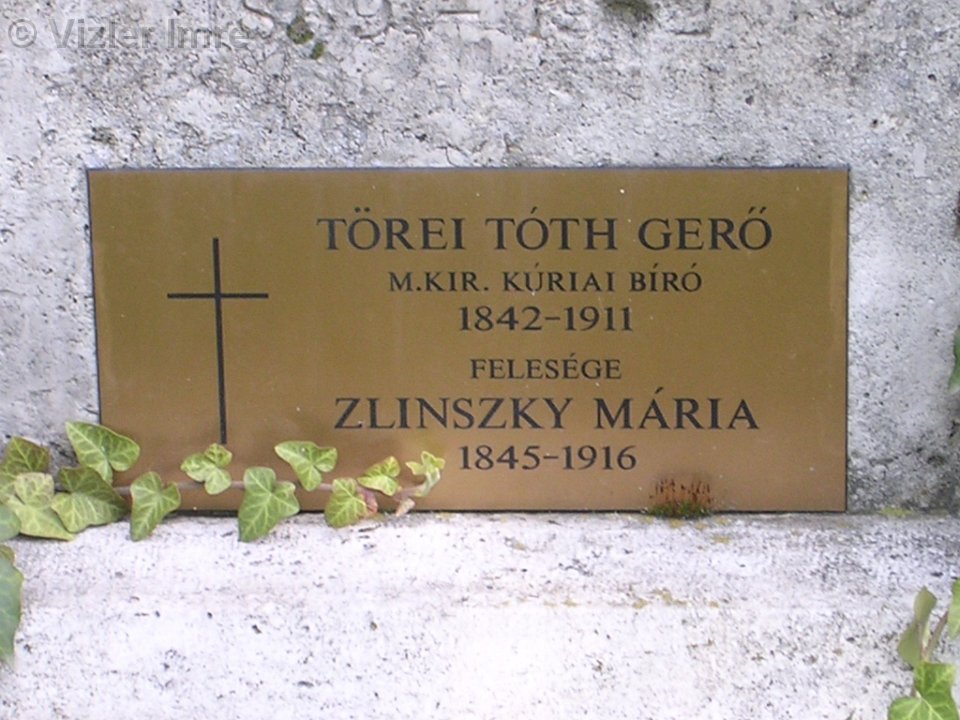 © Vizler Imre
TÖREI TÓTH GERŐ
M.KIR. KÚRIAI BÍRÓ
1842-1911
FELESÉGE
ZLINSZKY MÁRIA
1845-1916